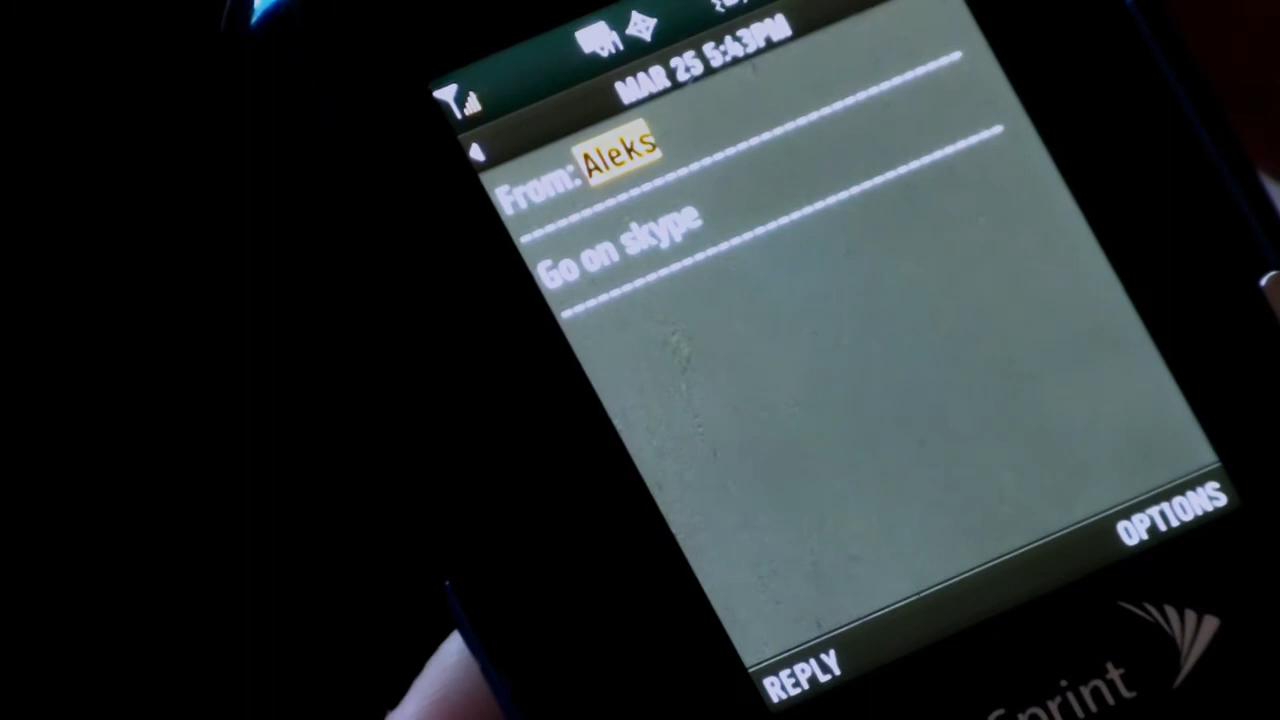 MAR 25 5:43PM
From: Aleks
Go on skype
OPTIONS
REPLY
Sprint